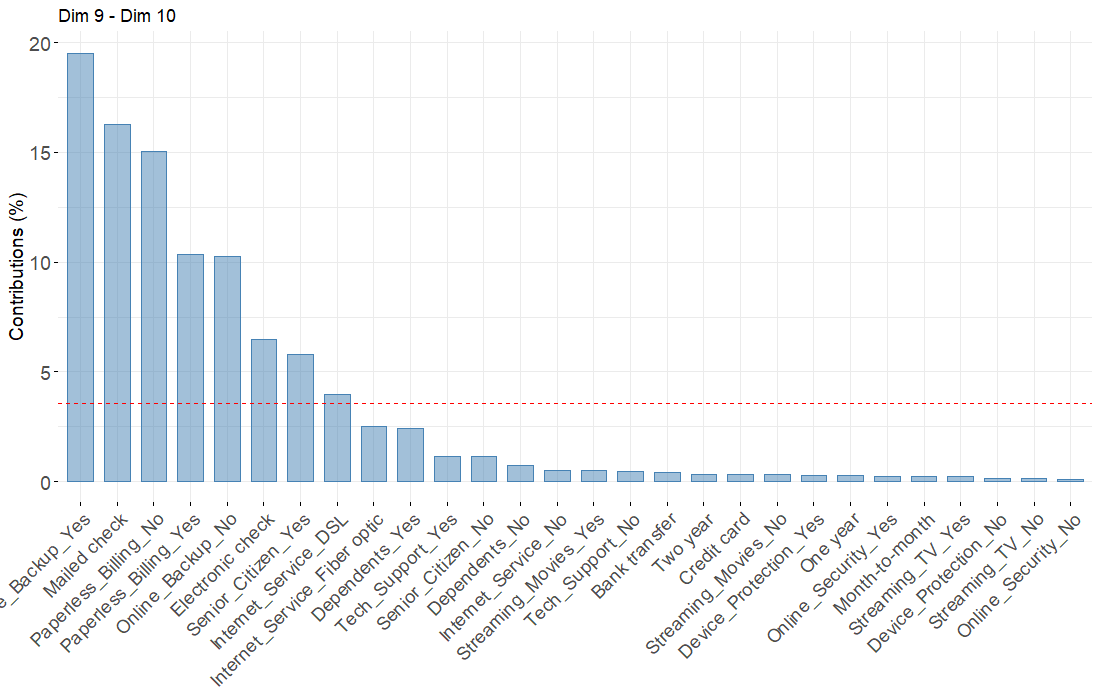 Dim 9 - Dim 10
Contributions (%)
20
15
10
5
0
e_Backup_Yes
Mailed check
Paperless_Billing_No
Paperless_Billing_Yes
Online_Backup_No
Electronic check
Senior_Citizen_Yes
Internet_Service_DSL
Internet_Service_Fiber optic
Dependents_Yes
Tech_Support_Yes
Senior_Citizen_No
Dependents_No
Internet_Service_No
Streaming_Movies_Yes
Tech_Support_No
Bank transfer
Two year
Credit card
Streaming_Movies_No
Device_Protection_Yes
One year
Online_Security_Yes
Month-to-month
Streaming_TV_Yes
Device_Protection_No
Streaming_TV_No
Online_Security_No